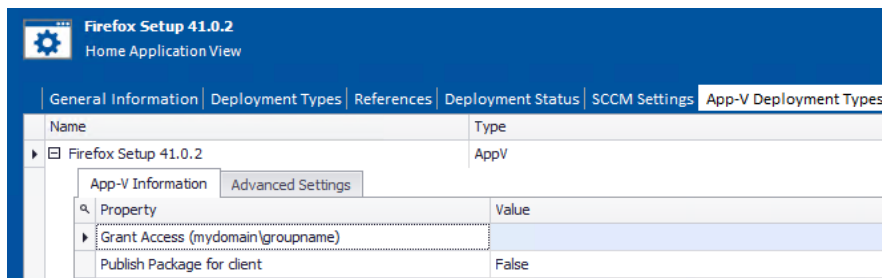 Firefox Setup 41.0.2
Home Application View
General Information Deployment Types References Deployment Status SCCM Settings App-V Deployment Types
Name Type
Firefox Setup 41.0.2 AppV
App-V Information Advanced Settings
Property Value
Grant Access (mydomain\groupname)
Publish Package for client False